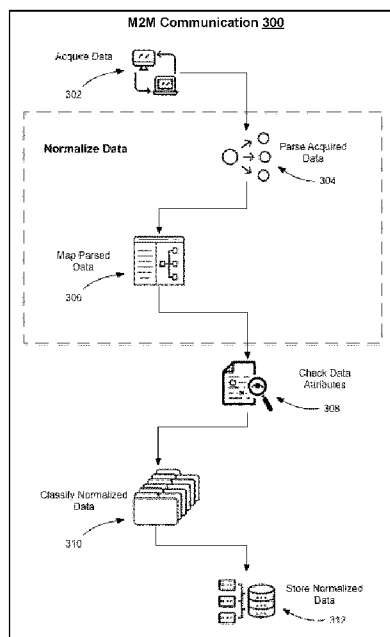 M2M Communication 300
Acquire Data
302
Normalize Data
Parse Acquired
Data
304
Map Parsed
Data
306
Check Data
Attributes
308
Classify Normalized
Data
310
Store Normalized
Data
312